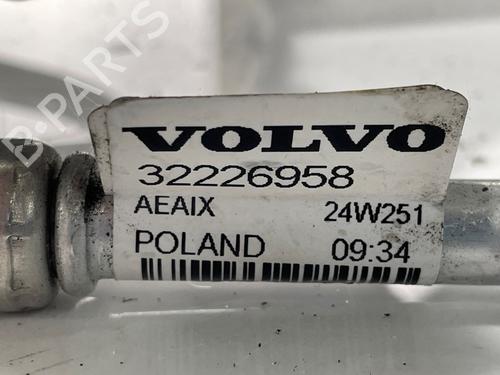 VOLVO
32226958
AEAIX 24W251
POLAND 09:34
B-PARTS